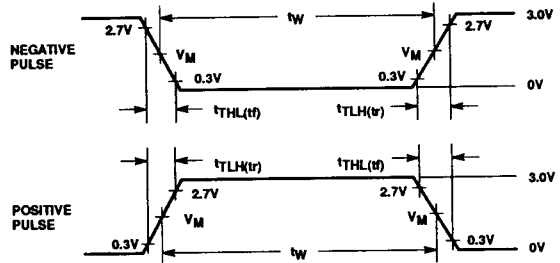 tW
3.0V
2.7V 2.7V
NEGATIVE
PULSE
VM VM
0.3V 0.3V
0V
tTHL(tf) tTLH(tr)
tTLH(tr) tTHL(tf)
3.0V
2.7V 2.7V
POSITIVE
PULSE
VM VM
0.3V 0.3V
tW
0V